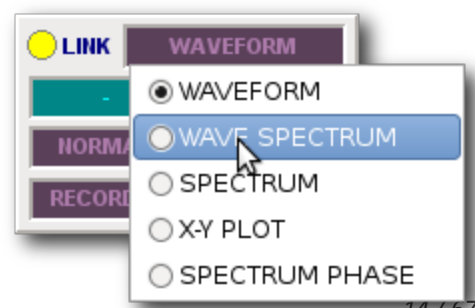 LINK
WAVEFORM
WAVEFORM
-
WAVE SPECTRUM
SPECTRUM
X-Y PLOT
SPECTRUM PHASE